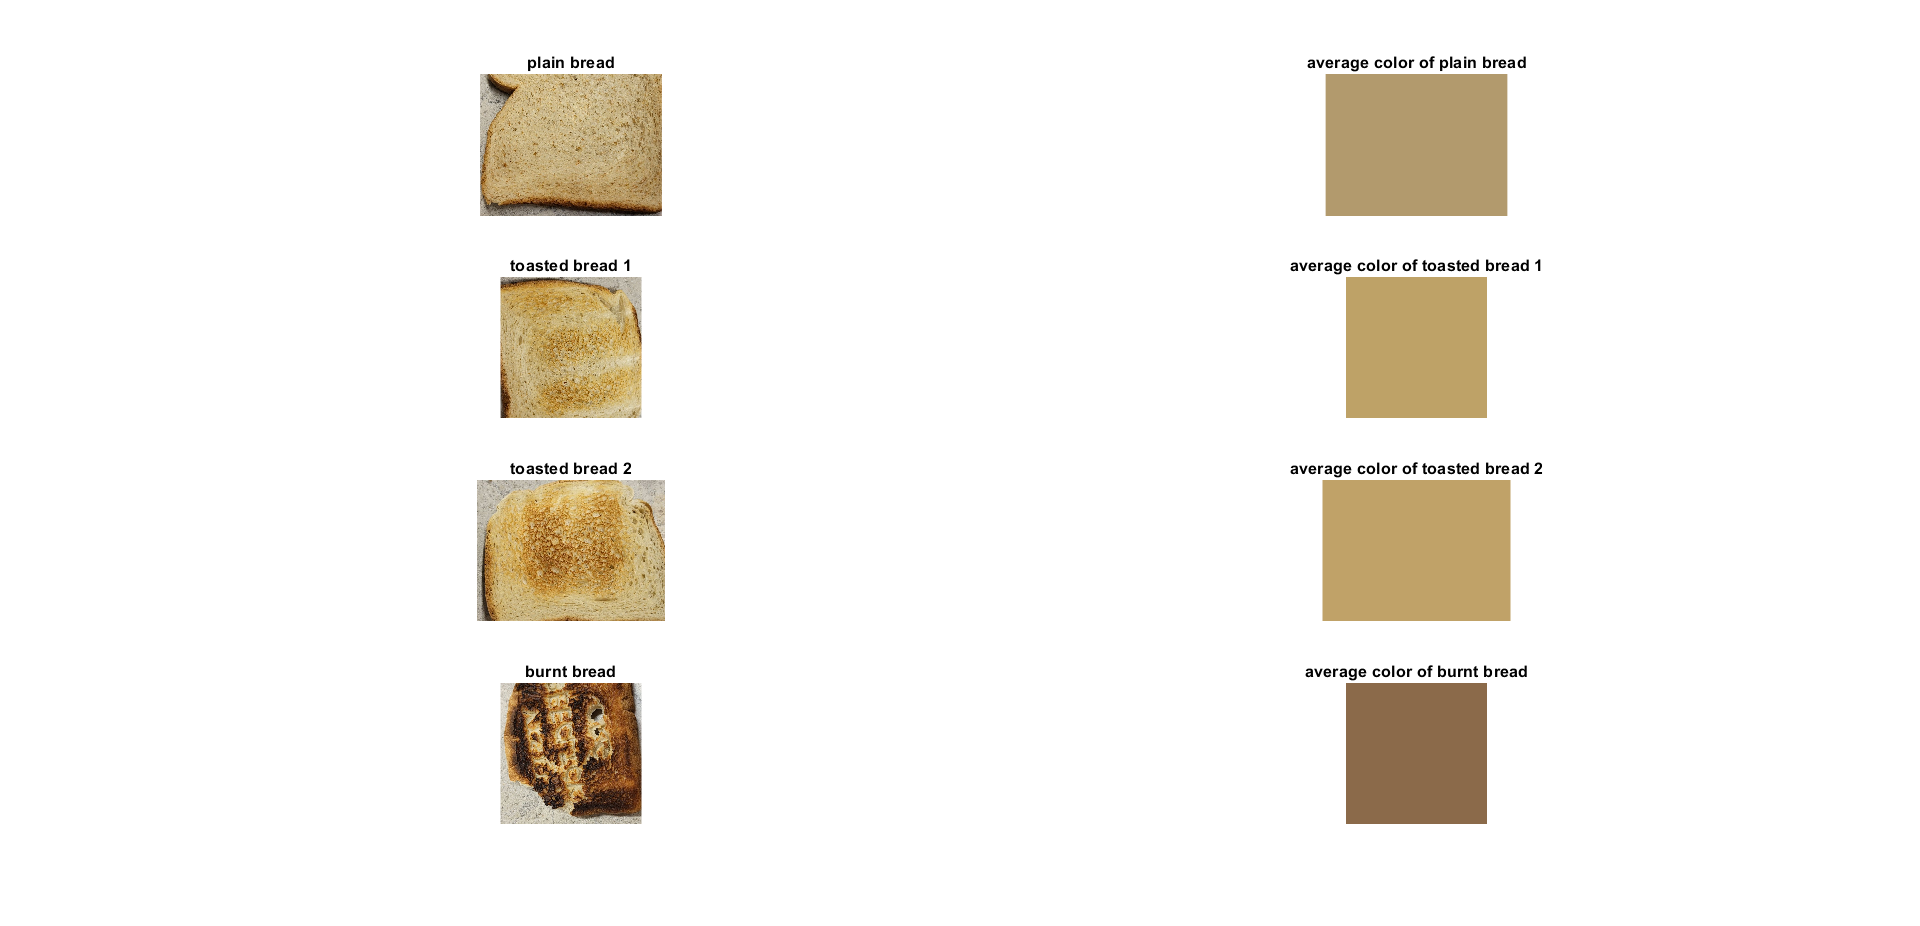 plain bread
average color of plain bread
toasted bread 1
average color of toasted bread 1
toasted bread 2
average color of toasted bread 2
burnt bread
average color of burnt bread